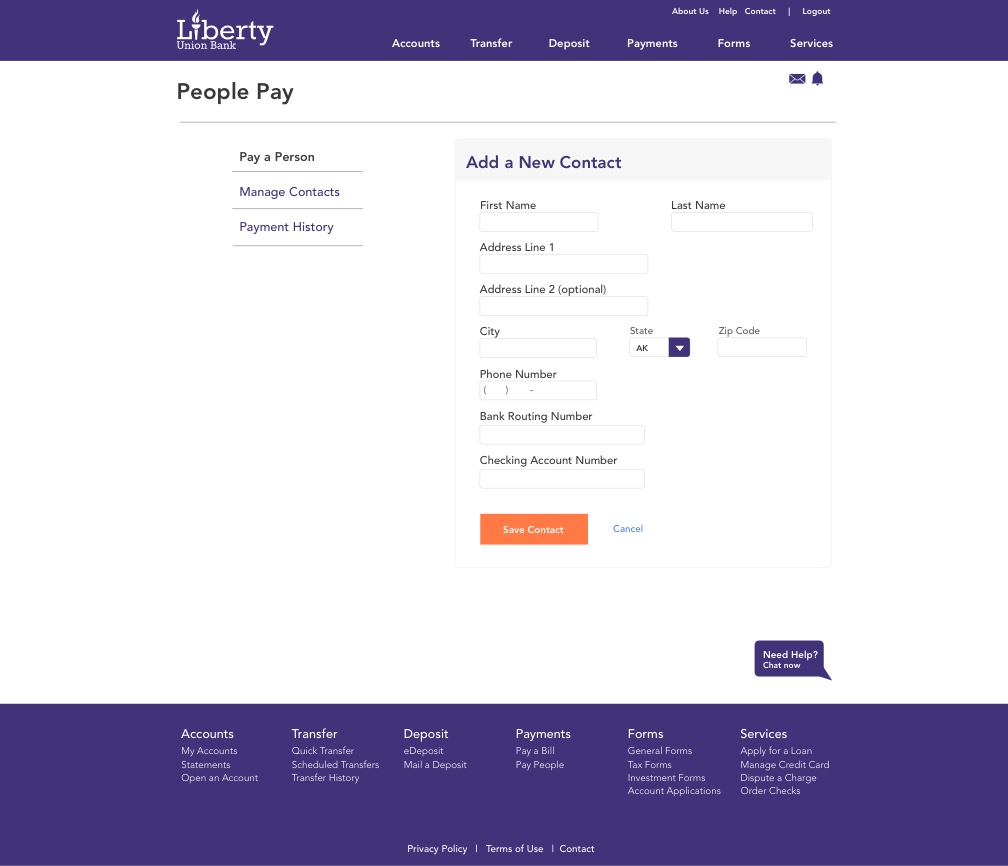 Liberty
Union Bank
About Us Help Contact | Logout
Accounts Transfer Deposit Payments Forms Services
People Pay
Pay a Person
Manage Contacts
Payment History
Add a New Contact
First Name Last Name
Address Line 1
Address Line 2 (optional)
City State Zip Code
AK
Phone Number
( ) -
Bank Routing Number
Checking Account Number
Save Contact Cancel
Need Help?
Chat now
Accounts Transfer Deposit Payments Forms Services
My Accounts Quick Transfer eDeposit Pay a Bill General Forms Apply for a Loan
Statements Scheduled Transfers Mail a Deposit Pay People Tax Forms Manage Credit Card
Open an Account Transfer History Investment Forms Dispute a Charge
Account Applications Order Checks
Privacy Policy | Terms of Use | Contact